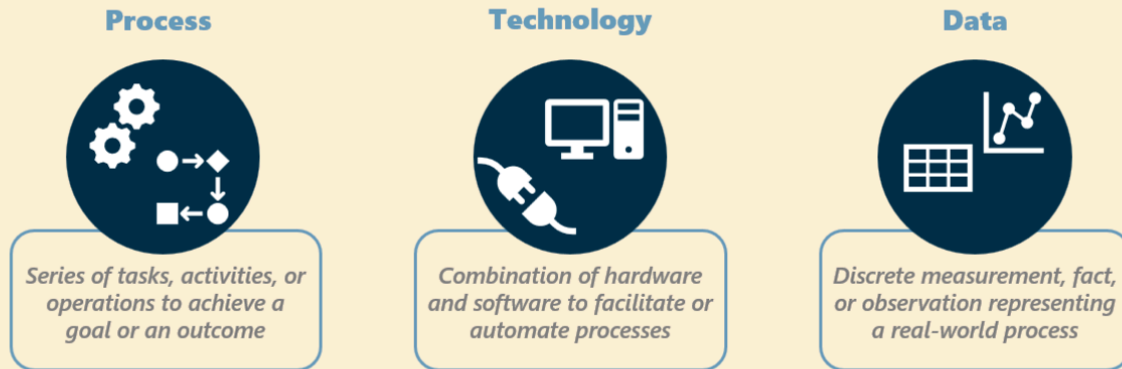 Process
Series of tasks, activities, or
operations to achieve a
goal or an outcome
Technology
Combination of hardware
and software to facilitate or
automate processes
Data
Discrete measurement, fact,
or observation representing
a real-world process